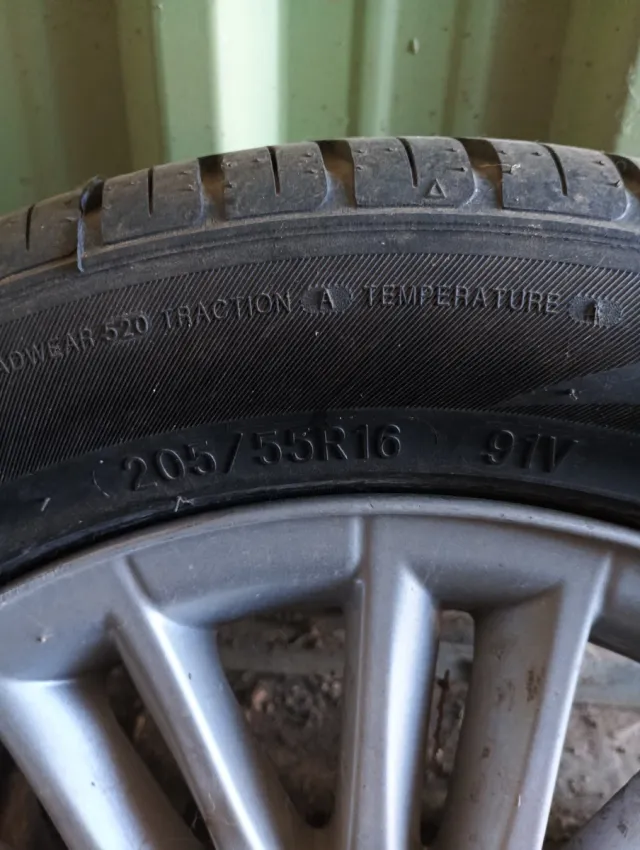 ADWEAR 520 TRACTION A TEMPERATURE A
205/55R16 91V